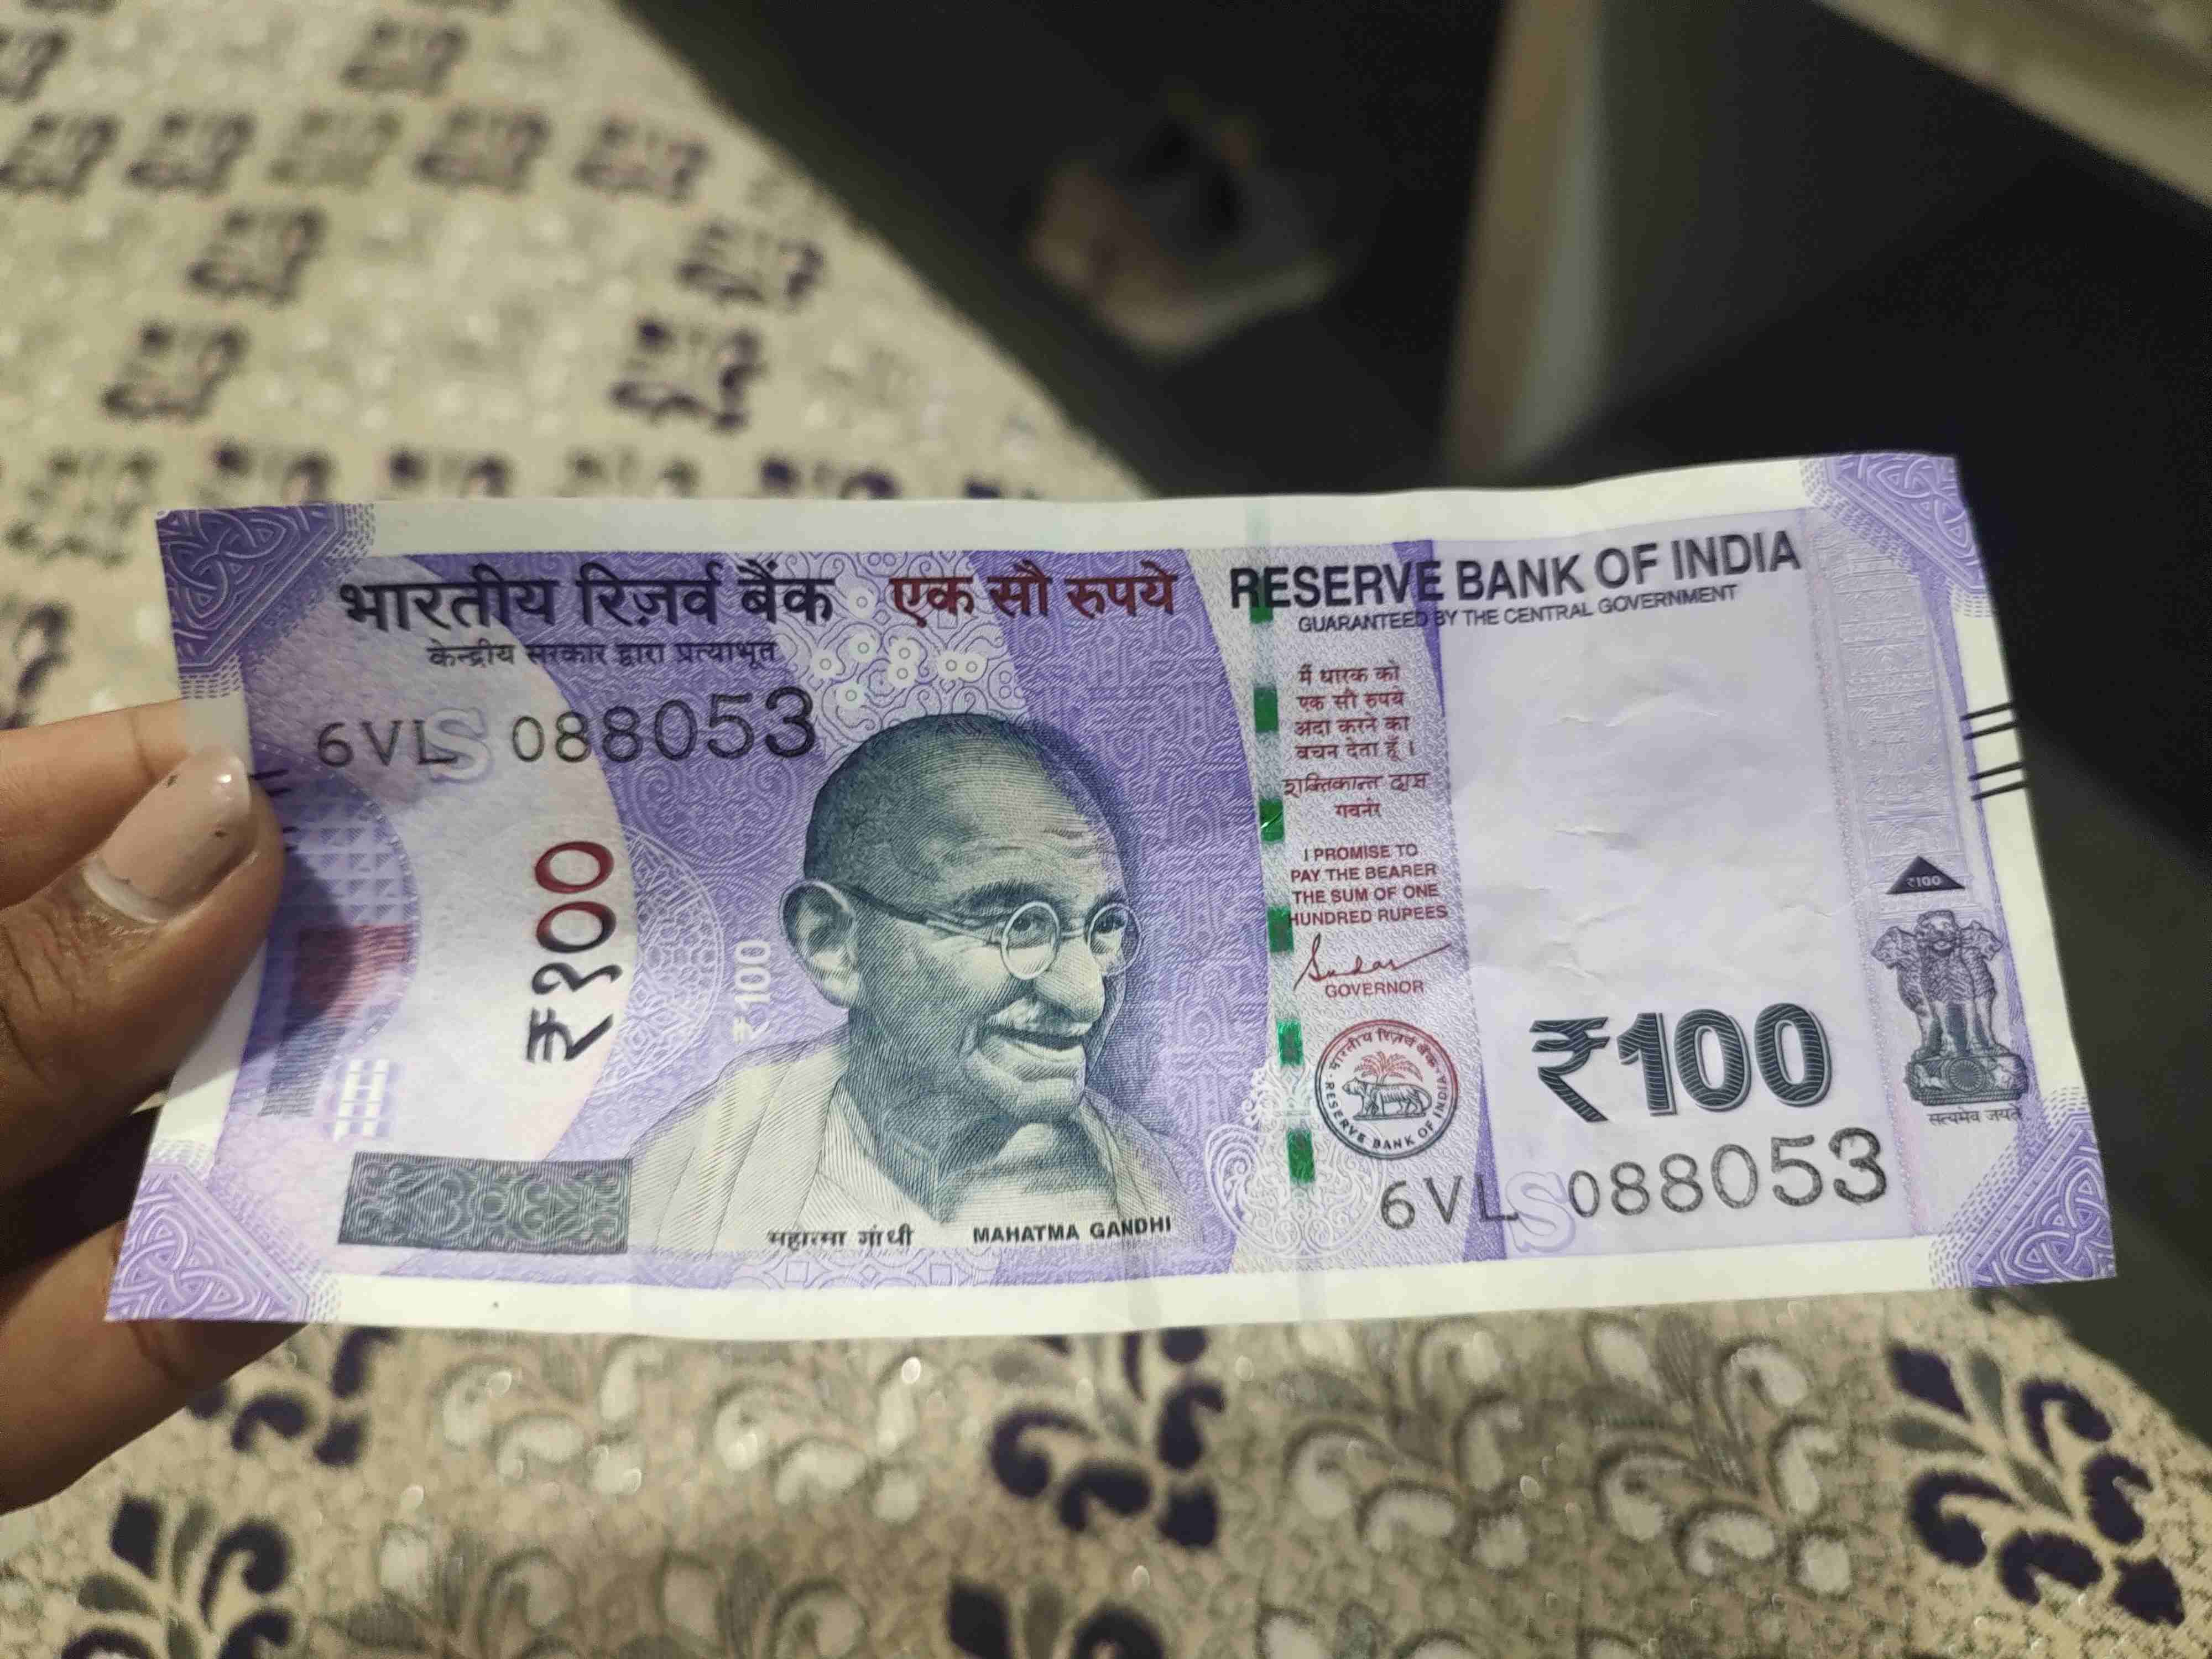 भारतीय रिज़र्व बैंक
केन्द्रीय सरकार द्वारा प्रत्याभूत
एक सौ रुपये
RESERVE BANK OF INDIA
GUARANTEED BY THE CENTRAL GOVERNMENT
6VL S 088053
₹१००
₹100
महात्मा गांधी MAHATMA GANDHI
मैं धारक को
एक सौ रुपये
अदा करने का
वचन देता हूँ ।
शक्तिकान्त दास
गवर्नर
I PROMISE TO
PAY THE BEARER
THE SUM OF ONE
HUNDRED RUPEES
GOVERNOR
भारतीय रिज़र्व बैंक
RESERVE BANK OF INDIA
₹100
6VL S 088053
₹100
सत्यमेव जयते